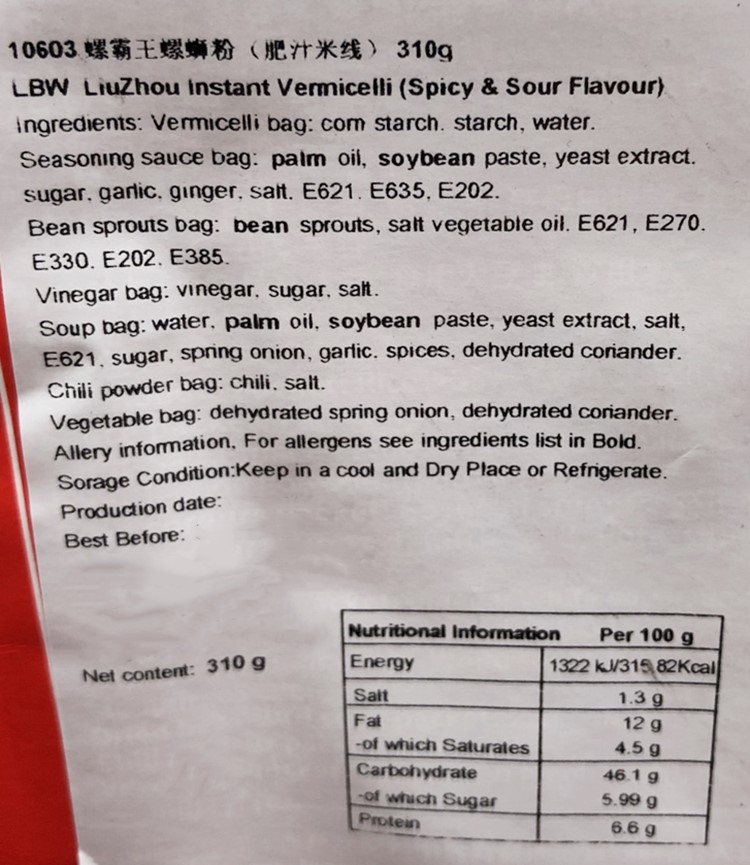 10603 螺霸王螺蛳粉（肥汁米线） 310g
LBW LiuZhou Instant Vermicelli (Spicy & Sour Flavour)
Ingredients: Vermicelli bag: corn starch. starch, water.
Seasoning sauce bag: palm oil, soybean paste, yeast extract.
sugar, garlic, ginger, salt. E621. E635, E202.
Bean sprouts bag: bean sprouts, salt vegetable oil. E621, E270.
E330. E202. E385.
Vinegar bag: vinegar, sugar, salt.
Soup bag: water, palm oil, soybean paste, yeast extract, salt,
E621, sugar, spring onion, garlic. spices, dehydrated coriander.
Chili powder bag: chili, salt.
Vegetable bag: dehydrated spring onion, dehydrated coriander.
Allery information, For allergens see ingredients list in Bold.
Sorage Condition:Keep in a cool and Dry Place or Refrigerate.
Production date:
Best Before:
Net content: 310 g
Nutritional Information Per 100 g
Energy 1322 kJ/315.82Kcal
Salt 1.3 g
Fat 12 g
-of which Saturates 4.5 g
Carbohydrate 46.1 g
-of which Sugar 5.99 g
Protein 6.6 g